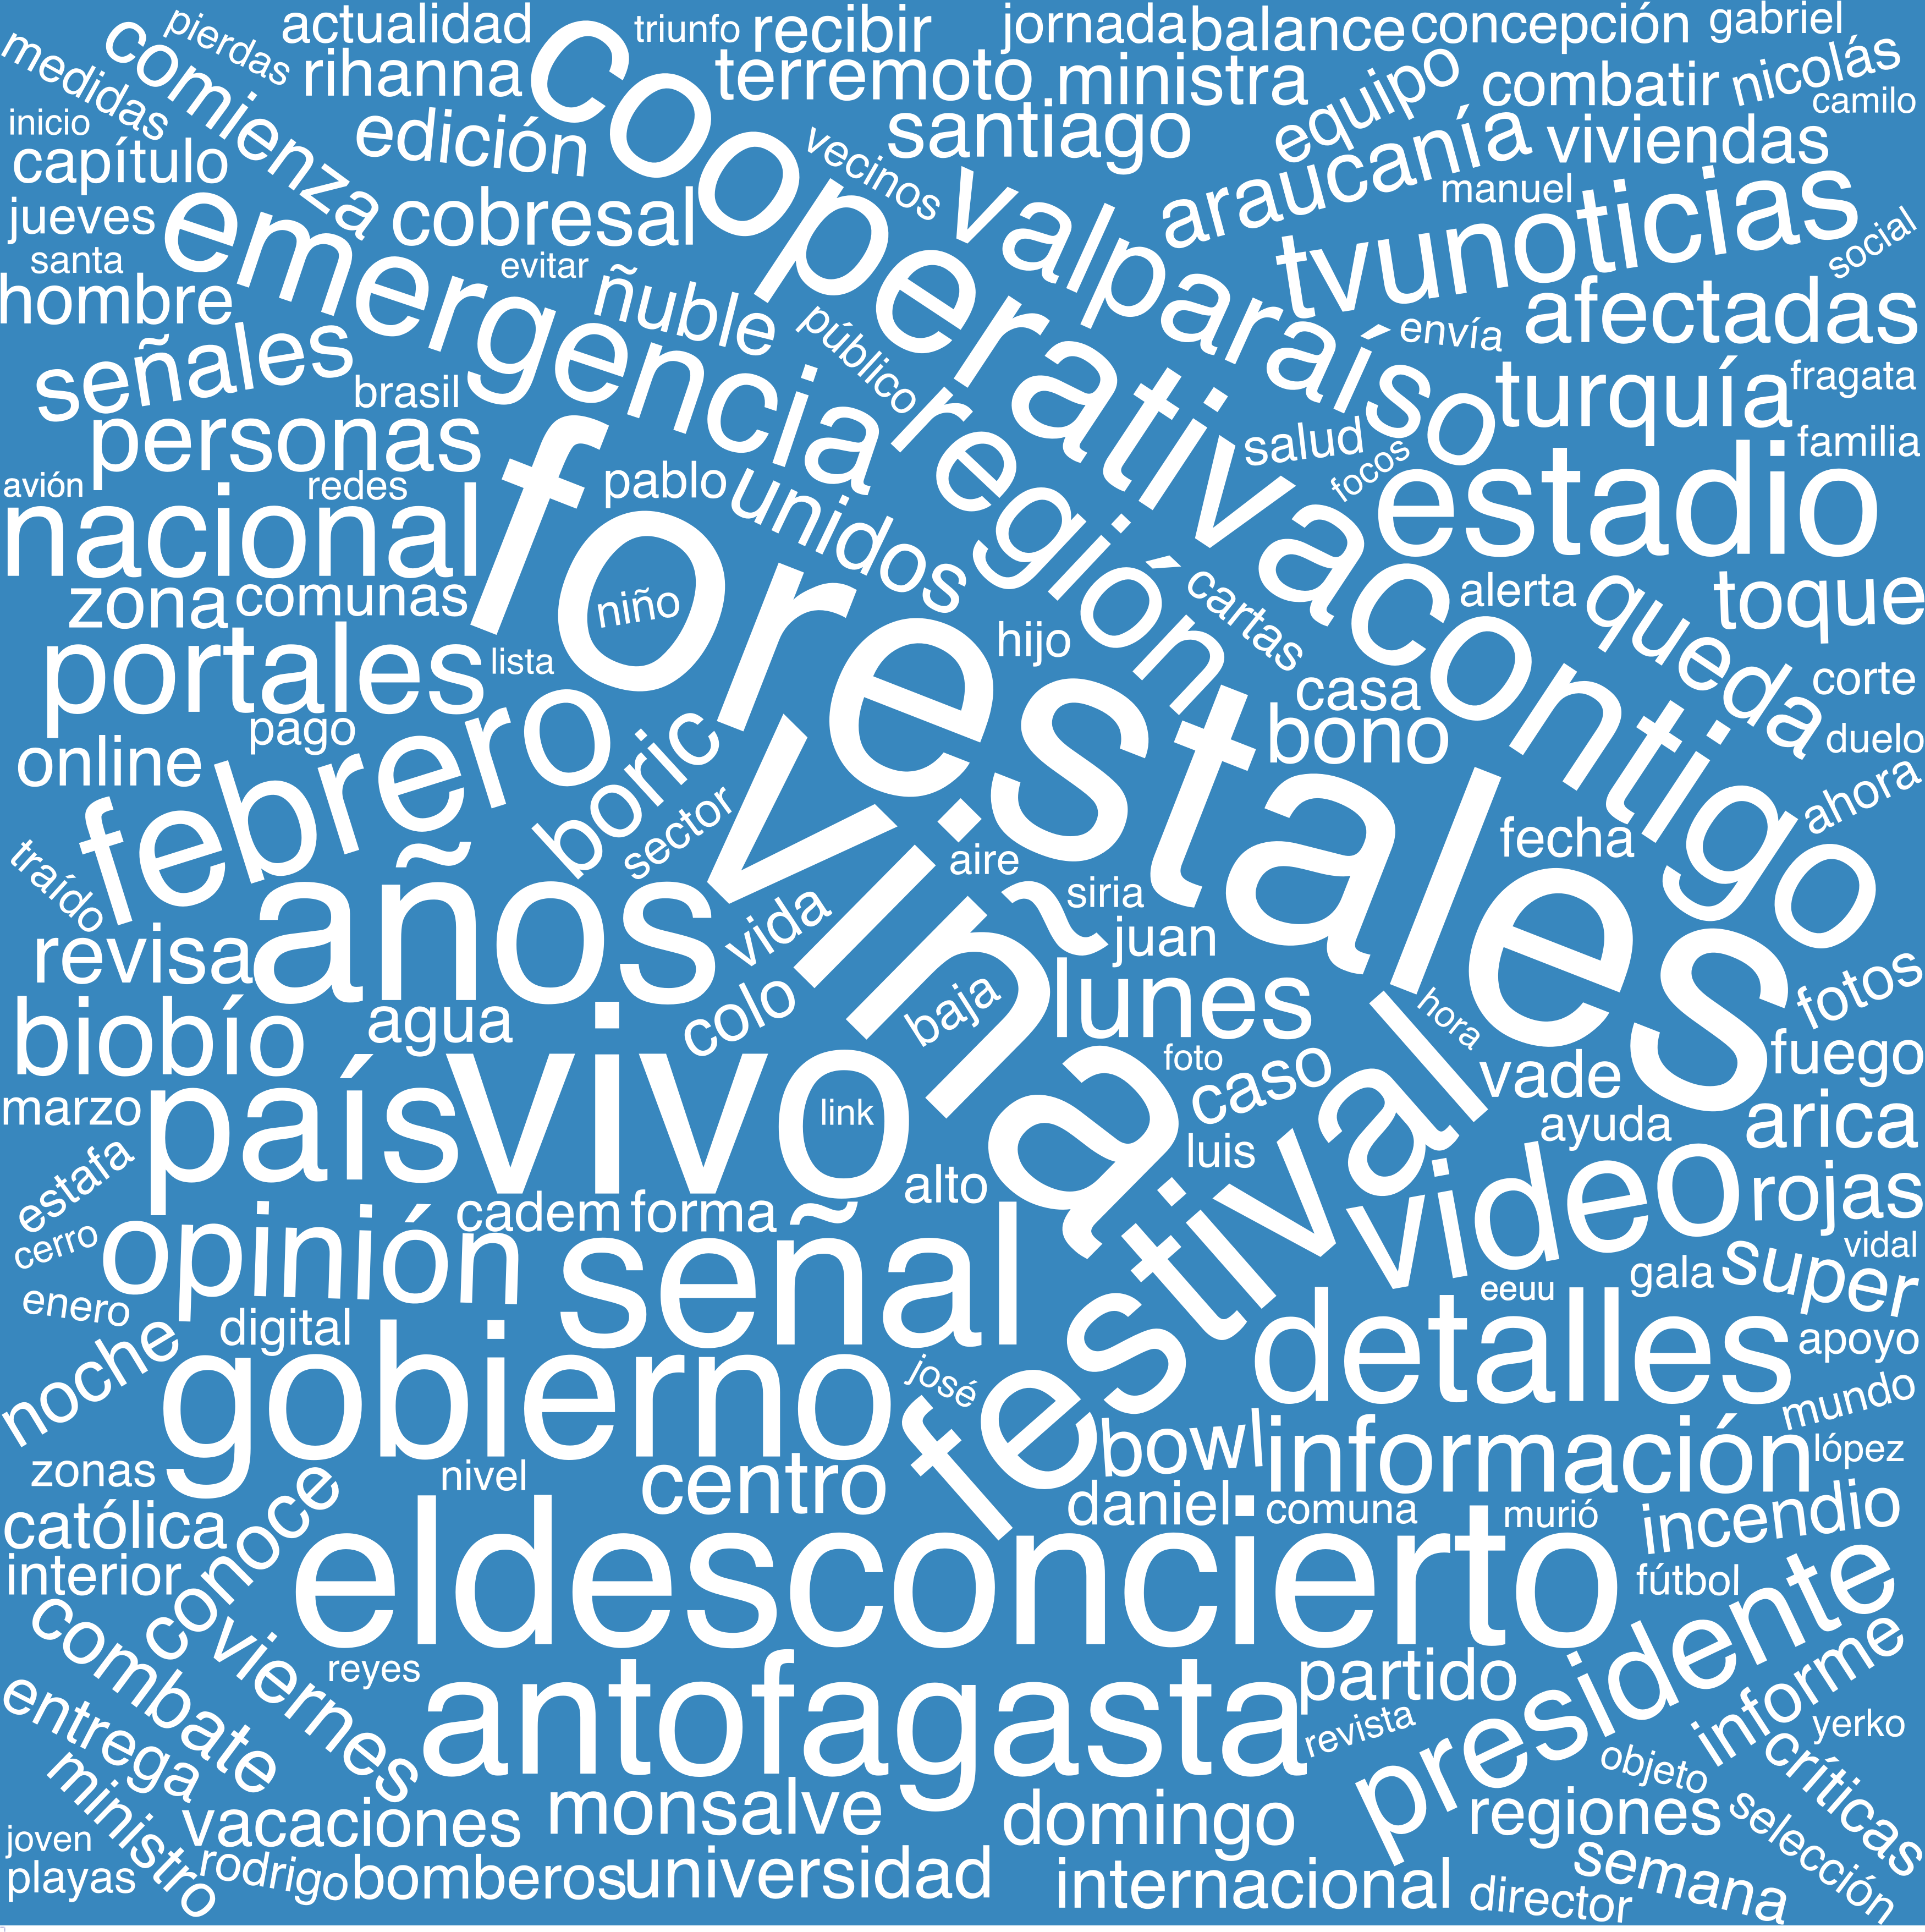 pierdas
actualidad
triunfo
recibir
jornada
balance
concepción
gabriel
medidas
comienza
rihanna
cooperativacontigo
terremoto
ministra
equipo
combatir
nicolás
camilo
inicio
edición
vecinos
santiago
araucanía
viviendas
capítulo
manuel
jueves
emergencia
cobresal
valparaíso
tvunoticias
social
santa
evitar
hombre
ñuble
público
envía
afectadas
señales
brasil
región
turquía
fragata
personas
salud
familia
avión
redes
pablo
unidos
focos
nacional
forestales
estadio
zona
comunas
niño
cartas
alerta
queda
toque
portales
lista
hijo
casa
corte
pago
bono
duelo
online
febrero
boric
viña
ahora
sector
aire
fecha
traído
años
siria
revisa
vida
juan
fotos
biobío
agua
colo
baja
lunes
hora
fuego
marzo
país
vivo
link
foto
caso
vade
arica
ayuda
estafa
alto
luis
festival
video
rojas
cerro
opinión
cadem
forma
vidal
señal
super
enero
digital
eeuu
gala
noche
gobierno
josé
detalles
apoyo
mundo
zonas
nivel
centro
bowl
información
lópez
católica
conoce
daniel
comuna
murió
incendio
interior
eldesconcierto
fútbol
combate
viernes
reyes
antofagasta
partido
presidente
informe
entrega
revista
yerko
ministro
objeto
críticas
vacaciones
monsalve
domingo
regiones
selección
joven
playas
rodrigo
bomberos
universidad
internacional
director
semana